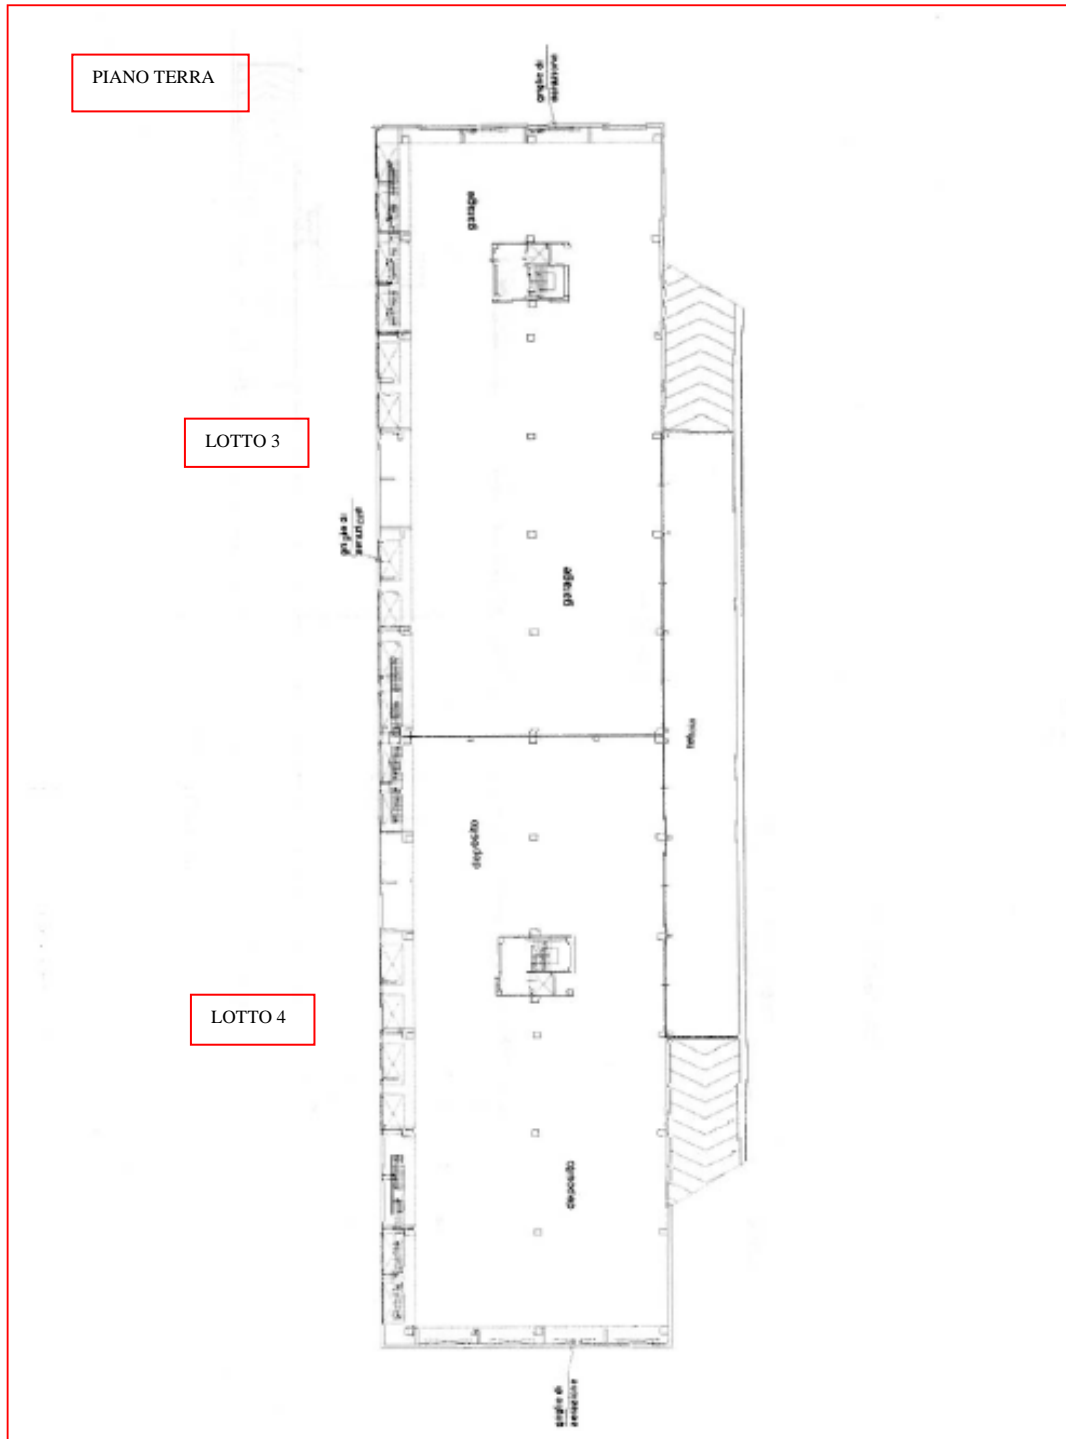 PIANO TERRA
griglie di
aerazione
garage
LOTTO 3
griglie di
aerazione
garage
tettoia
deposito
LOTTO 4
deposito
griglie di
aerazione